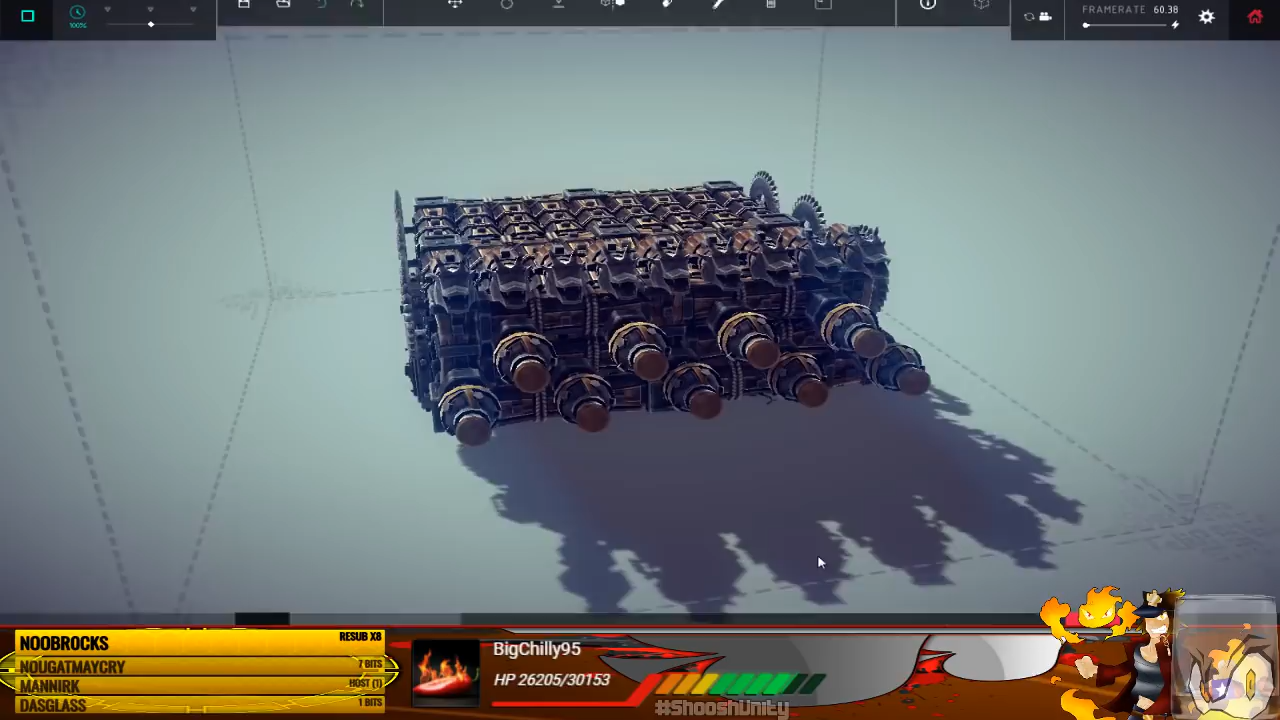 100%
FRAMERATE 60.38
NOOBROCKS RESUB X8
NOUGATMAYCRY 7 BITS
MANNIRK HOST (1)
DASGLASS 1 BITS
BigChilly95
HP 26205/30153
#ShooshUnity